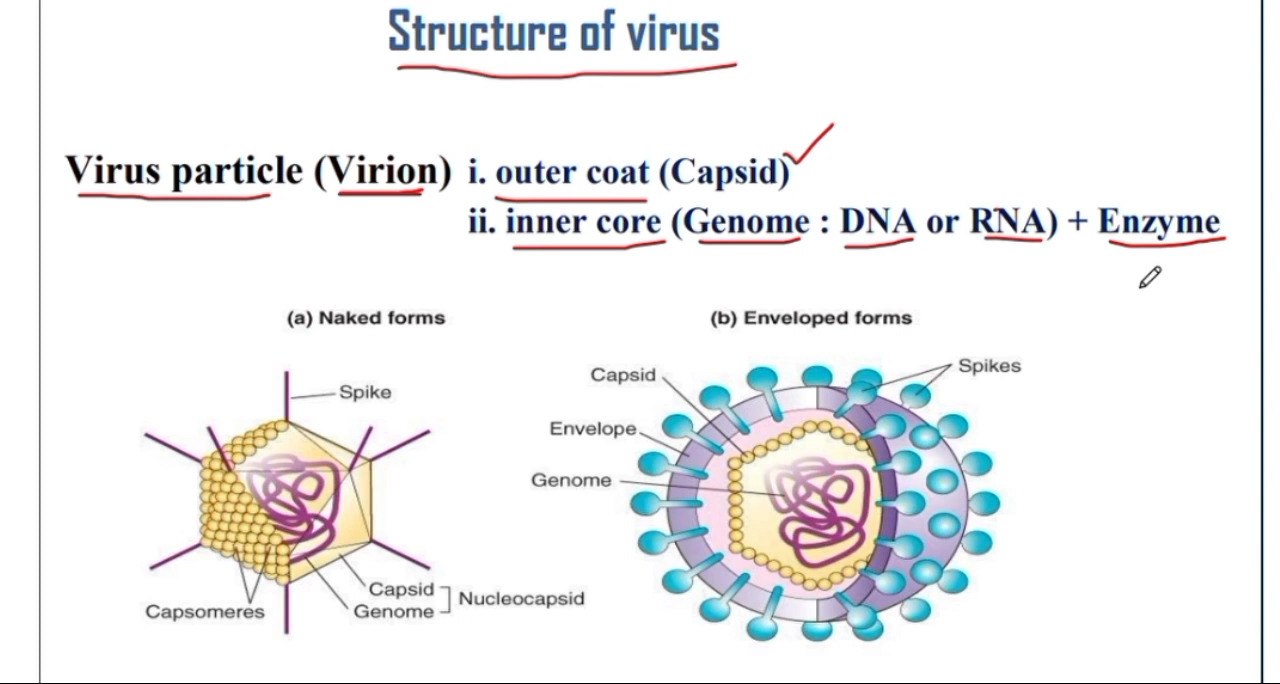 Structure of virus
Virus particle (Virion) i. outer coat (Capsid)
ii. inner core (Genome : DNA or RNA) + Enzyme
(a) Naked forms
Spike
Capsomeres
Capsid
Genome
Nucleocapsid
(b) Enveloped forms
Capsid
Envelope
Genome
Spikes